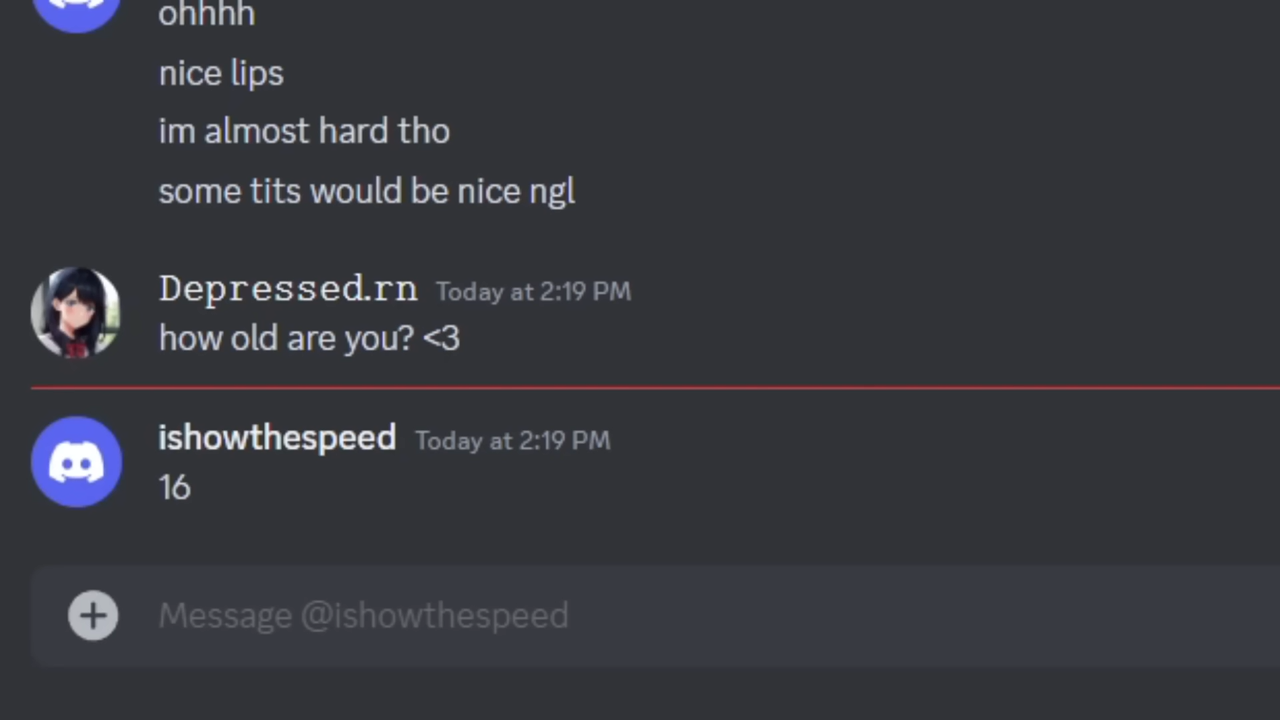 ohhhh
nice lips
im almost hard tho
some tits would be nice ngl
Depressed.rn Today at 2:19 PM
how old are you? <3
ishowthespeed Today at 2:19 PM
16
Message @ishowthespeed